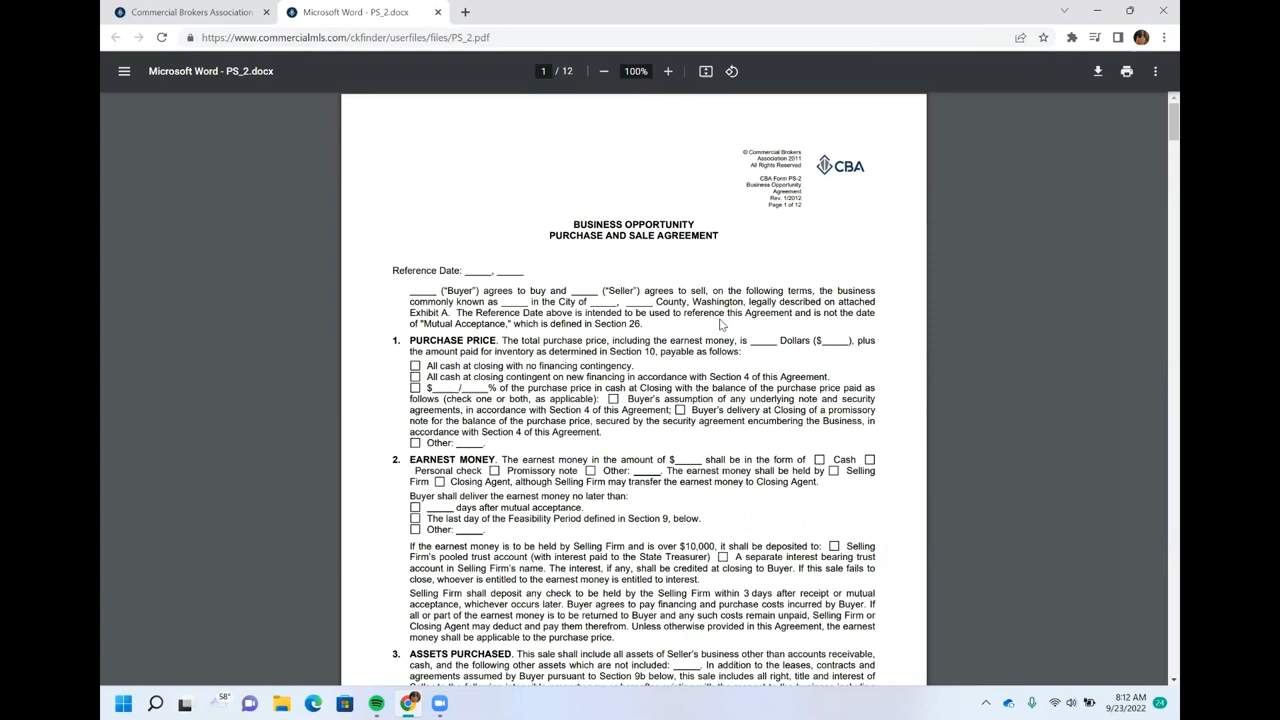 Commercial Brokers Association
Microsoft Word - PS_2.docx
https://www.commercialmls.com/ckfinder/userfiles/files/PS_2.pdf
Microsoft Word - PS_2.docx
1 / 12
100%
© Commercial Brokers
Association 2011
All Rights Reserved
CBA
CBA Form PS-2
Business Opportunity
Agreement
Rev. 1/2012
Page 1 of 12
BUSINESS OPPORTUNITY
PURCHASE AND SALE AGREEMENT
Reference Date: _____, _____
_____ ("Buyer") agrees to buy and _____ ("Seller") agrees to sell, on the following terms, the business
commonly known as _____ in the City of _____, _____ County, Washington, legally described on attached
Exhibit A. The Reference Date above is intended to be used to reference this Agreement and is not the date
of "Mutual Acceptance," which is defined in Section 26.
1. PURCHASE PRICE. The total purchase price, including the earnest money, is _____ Dollars ($_____), plus
the amount paid for inventory as determined in Section 10, payable as follows:
☐ All cash at closing with no financing contingency.
☐ All cash at closing contingent on new financing in accordance with Section 4 of this Agreement.
☐ $_____/_____% of the purchase price in cash at Closing with the balance of the purchase price paid as
follows (check one or both, as applicable): ☐ Buyer's assumption of any underlying note and security
agreements, in accordance with Section 4 of this Agreement; ☐ Buyer's delivery at Closing of a promissory
note for the balance of the purchase price, secured by the security agreement encumbering the Business, in
accordance with Section 4 of this Agreement.
☐ Other: _____.
2. EARNEST MONEY. The earnest money in the amount of $_____ shall be in the form of ☐ Cash ☐
Personal check ☐ Promissory note ☐ Other: _____. The earnest money shall be held by ☐ Selling
Firm ☐ Closing Agent, although Selling Firm may transfer the earnest money to Closing Agent.
Buyer shall deliver the earnest money no later than:
☐ _____ days after mutual acceptance.
☐ The last day of the Feasibility Period defined in Section 9, below.
☐ Other: _____.
If the earnest money is to be held by Selling Firm and is over $10,000, it shall be deposited to: ☐ Selling
Firm's pooled trust account (with interest paid to the State Treasurer) ☐ A separate interest bearing trust
account in Selling Firm's name. The interest, if any, shall be credited at closing to Buyer. If this sale fails to
close, whoever is entitled to the earnest money is entitled to interest.
Selling Firm shall deposit any check to be held by the Selling Firm within 3 days after receipt or mutual
acceptance, whichever occurs later. Buyer agrees to pay financing and purchase costs incurred by Buyer. If
all or part of the earnest money is to be returned to Buyer and any such costs remain unpaid, Selling Firm or
Closing Agent may deduct and pay them therefrom. Unless otherwise provided in this Agreement, the earnest
money shall be applicable to the purchase price.
3. ASSETS PURCHASED. This sale shall include all assets of Seller's business other than accounts receivable,
cash, and the following other assets which are not included: _____. In addition to the leases, contracts and
agreements assumed by Buyer pursuant to Section 9b below, this sale includes all right, title and interest of
58°
8:12 AM
9/23/2022
24